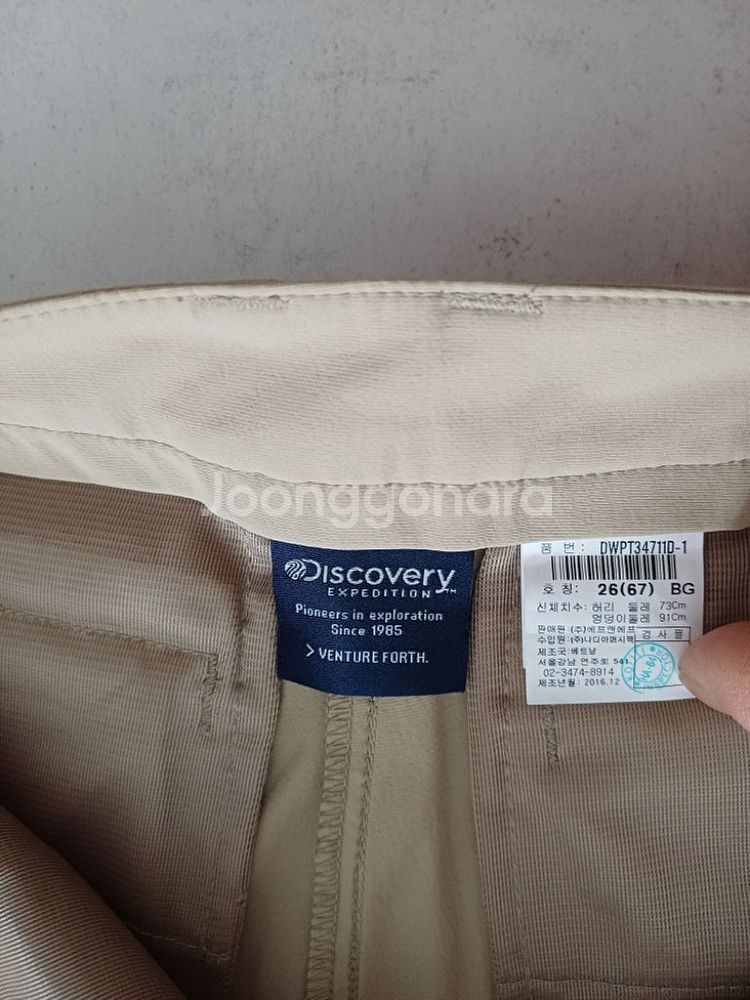 Joonggonara
Discovery
EXPEDITION™
Pioneers in exploration
Since 1985
> VENTURE FORTH.
품 번: DWPT34711D-1
호 칭: 26(67) BG
신체치수: 허리 둘레 73Cm
엉덩이둘레 91Cm
판매원 (주)에프앤에프
수입원: (주)나디아퍼시픽
제조국: 베트남
서울강남 언주로 541
02-3474-8914
제조년월: 2016.12
검사필